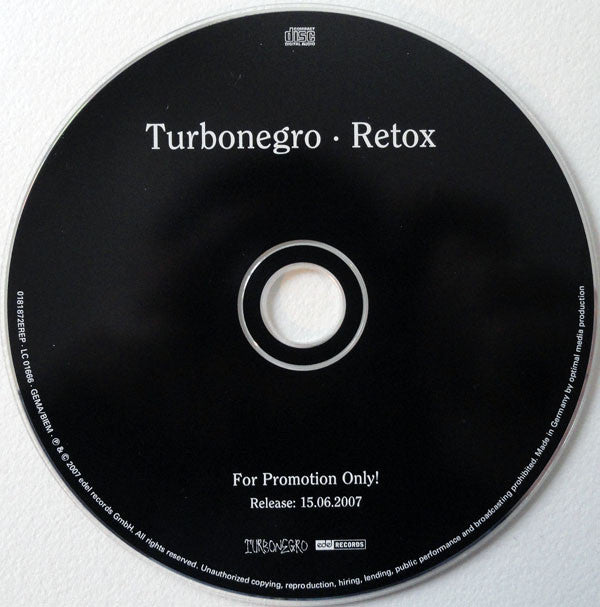 COMPACT
disc
DIGITAL AUDIO
Turbonegro · Retox
For Promotion Only!
Release: 15.06.2007
TURBONEGRO edel RECORDS
0181872EREP · LC 01666 · GEMA/BIEM · ℗ & © 2007 edel records GmbH. All rights reserved. Unauthorized copying, reproduction, hiring, lending, public performance and broadcasting prohibited. Made in Germany by optimal media production